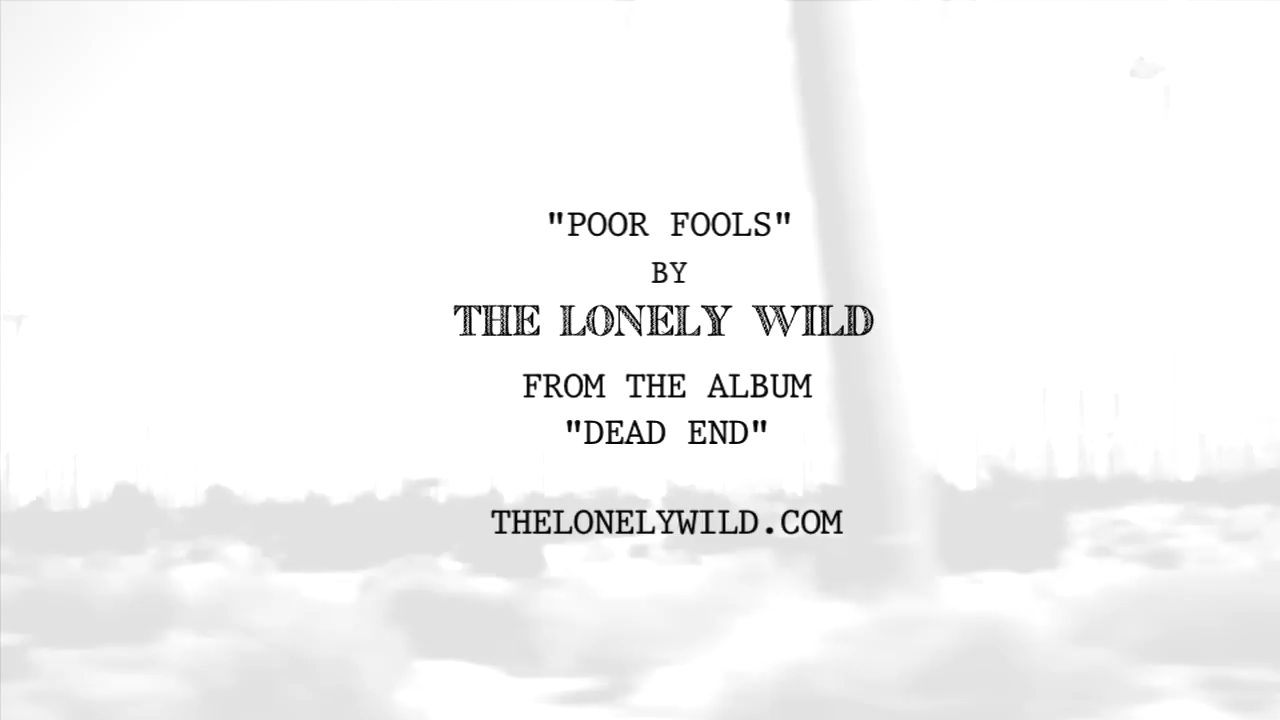 "POOR FOOLS"
BY
THE LONELY WILD
FROM THE ALBUM
"DEAD END"
THELONELYWILD.COM